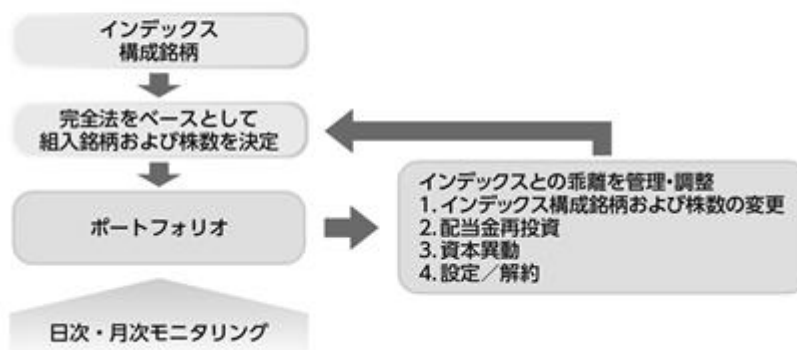 インデックス
構成銘柄
完全法をベースとして
組入銘柄および株数を決定
ポートフォリオ
日次・月次モニタリング
インデックスとの乖離を管理・調整
1.インデックス構成銘柄および株数の変更
2.配当金再投資
3.資本異動
4.設定／解約